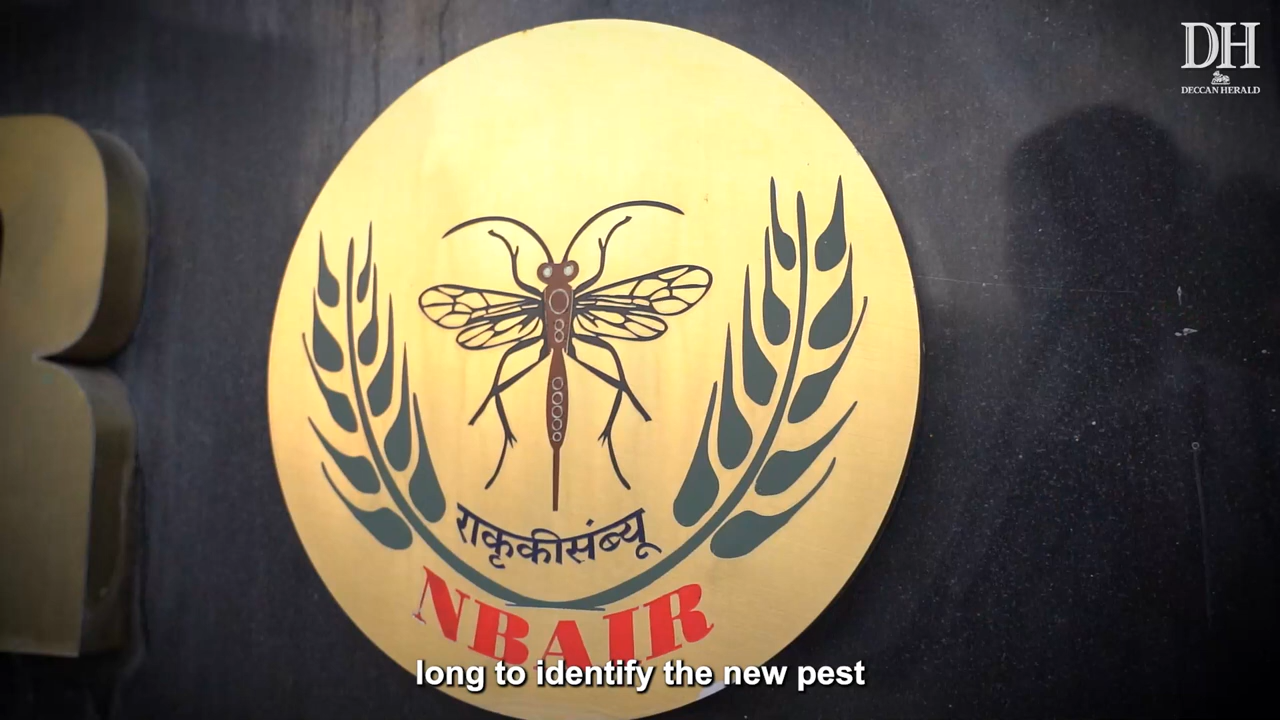 DH
DECCAN HERALD
राकृकीसंब्यू
NBAIR
long to identify the new pest